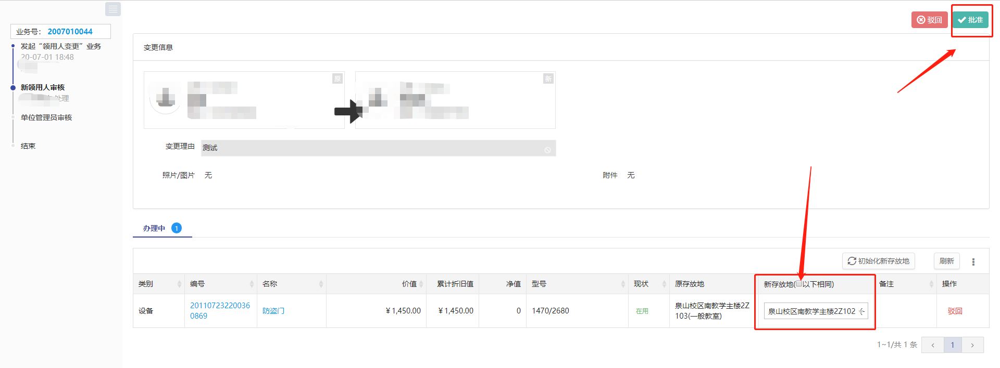 业务号： 2007010044
发起“领用人变更”业务
20-07-01 18:48
新领用人审核
处理
单位管理员审核
结束
驳回
批准
变更信息
原
新
变更理由 测试
照片/图片 无
附件 无
办理中 1
初始化新存放地
刷新
类别 编号 名称 价值 累计折旧值 净值 型号 现状 原存放地 新存放地(以下相同) 备注 操作
设备
20110723220036
0869
防盗门
¥ 1,450.00
¥ 1,450.00
0
1470/2680
在用
泉山校区南教学主楼2Z
103(一般教室)
泉山校区南教学主楼2Z102
驳回
1~1/共 1 条
‹ 1 ›